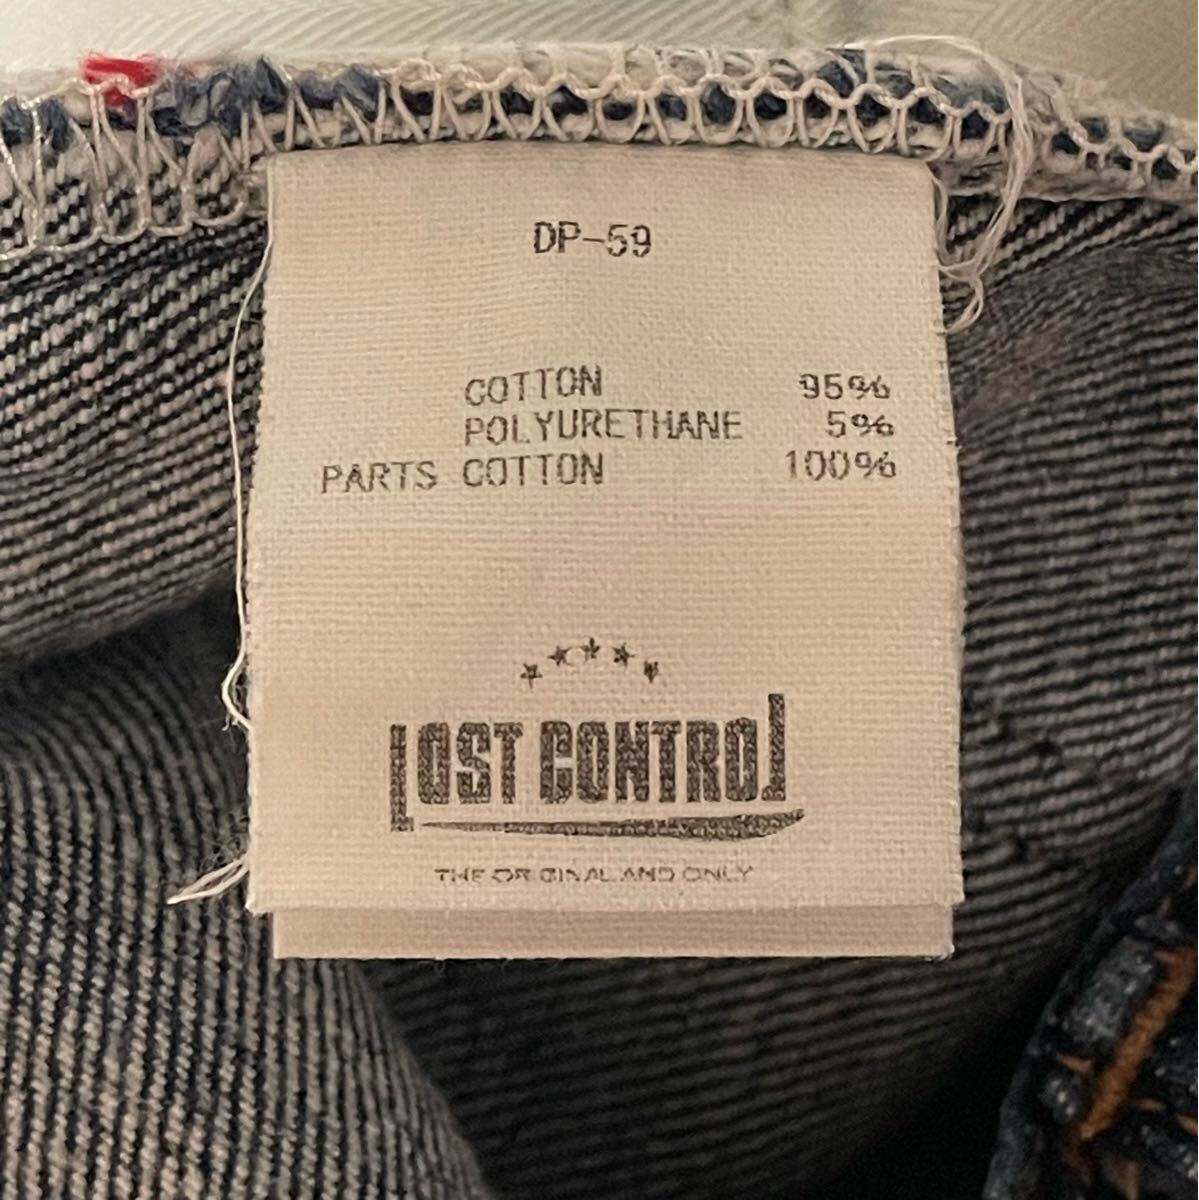 DP-59
COTTON 95%
POLYURETHANE 5%
PARTS COTTON 100%
LOST CONTROL
THE ORIGINAL AND ONLY